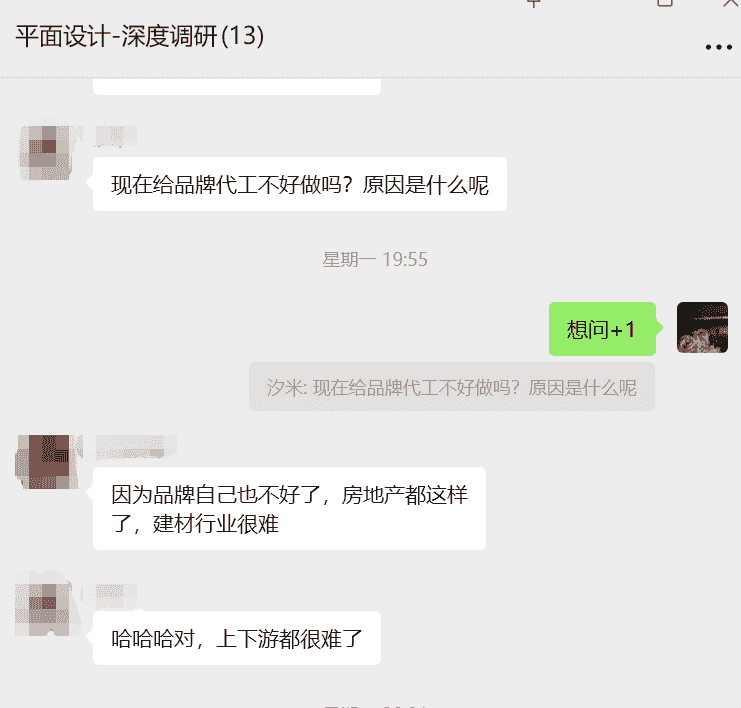 平面设计-深度调研(13)
现在给品牌代工不好做吗？原因是什么呢
星期一 19:55
想问+1
汐米: 现在给品牌代工不好做吗？原因是什么呢
因为品牌自己也不好了，房地产都这样
了，建材行业很难
哈哈哈对，上下游都很难了